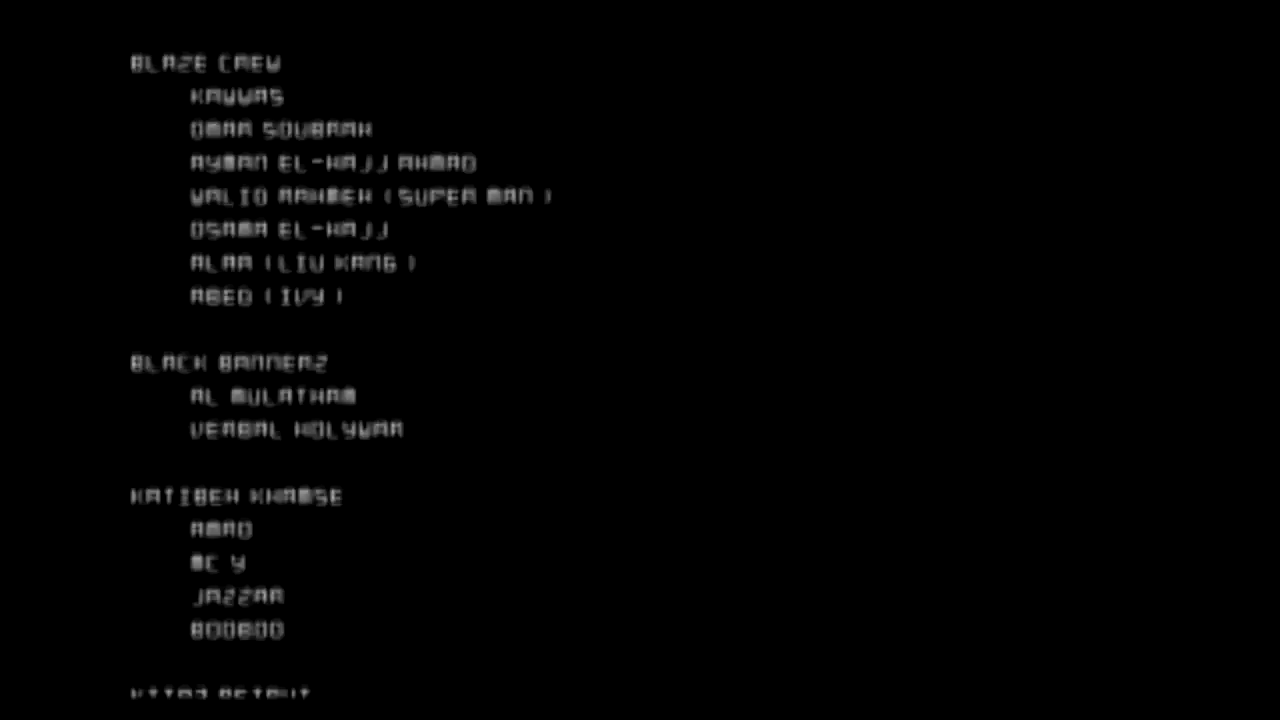 BLAZE CREW
KAWWAS
OMAR SOUBRAH
AYMAN EL-HAJJ AHMAD
WALID RAHMEH (SUPER MAN)
OSAMA EL-HAJJ
ALAA (LIU KANG)
ABED (IVY)
BLACK BANNERZ
AL MULATHAM
VERBAL HOLYWAR
KATIBEH KHAMSE
AMAD
MC Y
JAZZAR
BOOBOO